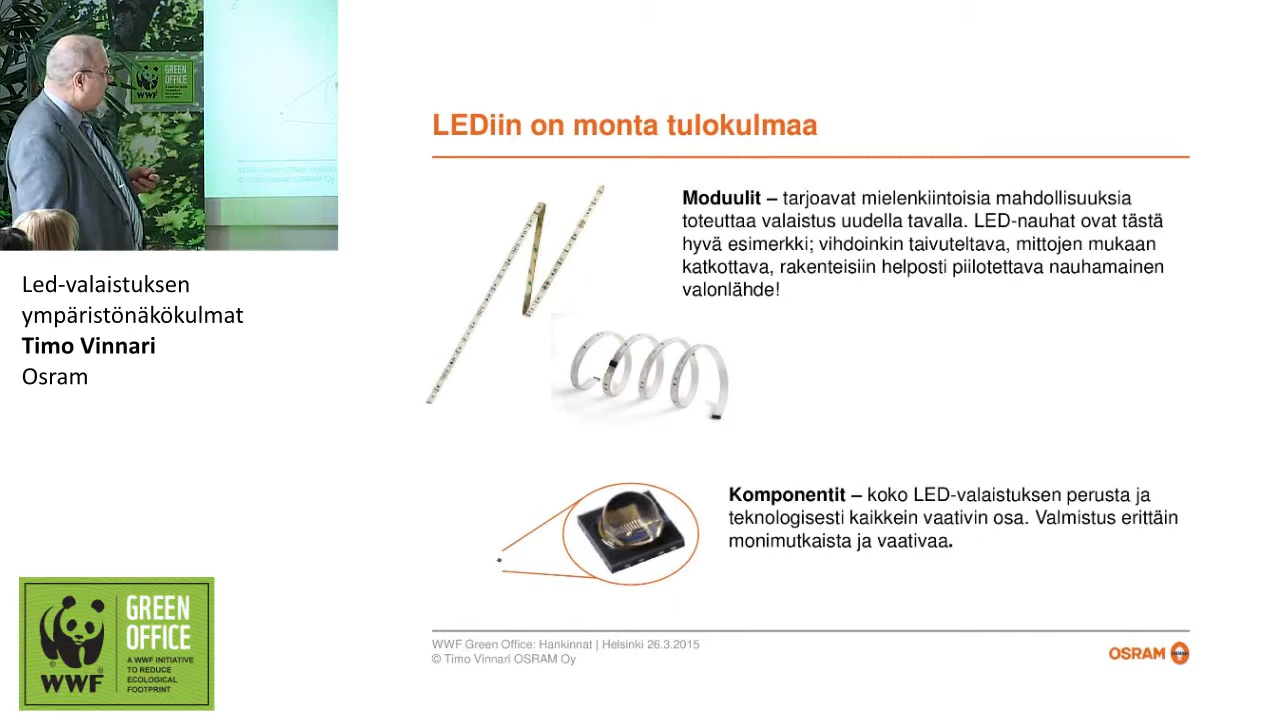 GREEN
OFFICE
WWF
Led-valaistuksen
ympäristönäkökulmat
Timo Vinnari
Osram
GREEN
OFFICE
A WWF INITIATIVE
TO REDUCE
ECOLOGICAL
FOOTPRINT
WWF
LEDiin on monta tulokulmaa
Moduulit – tarjoavat mielenkiintoisia mahdollisuuksia
toteuttaa valaistus uudella tavalla. LED-nauhat ovat tästä
hyvä esimerkki; vihdoinkin taivuteltava, mittojen mukaan
katkottava, rakenteisiin helposti piilotettava nauhamainen
valonlähde!
Komponentit – koko LED-valaistuksen perusta ja
teknologisesti kaikkein vaativin osa. Valmistus erittäin
monimutkaista ja vaativaa.
WWF Green Office: Hankinnat | Helsinki 26.3.2015
© Timo Vinnari OSRAM Oy
OSRAM